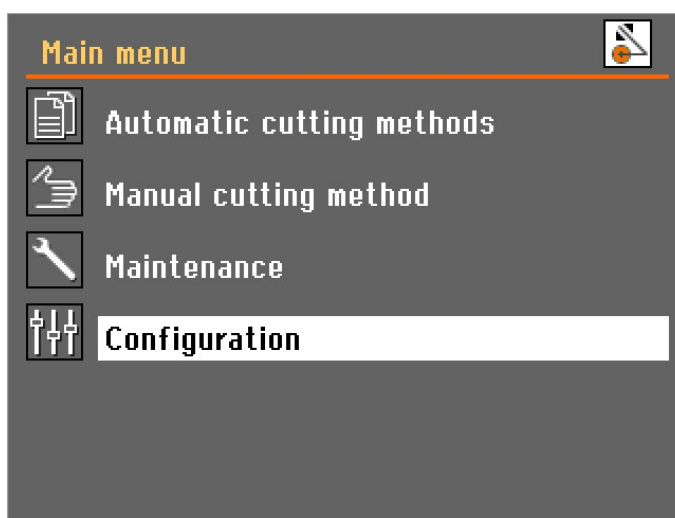 Main menu
Automatic cutting methods
Manual cutting method
Maintenance
Configuration